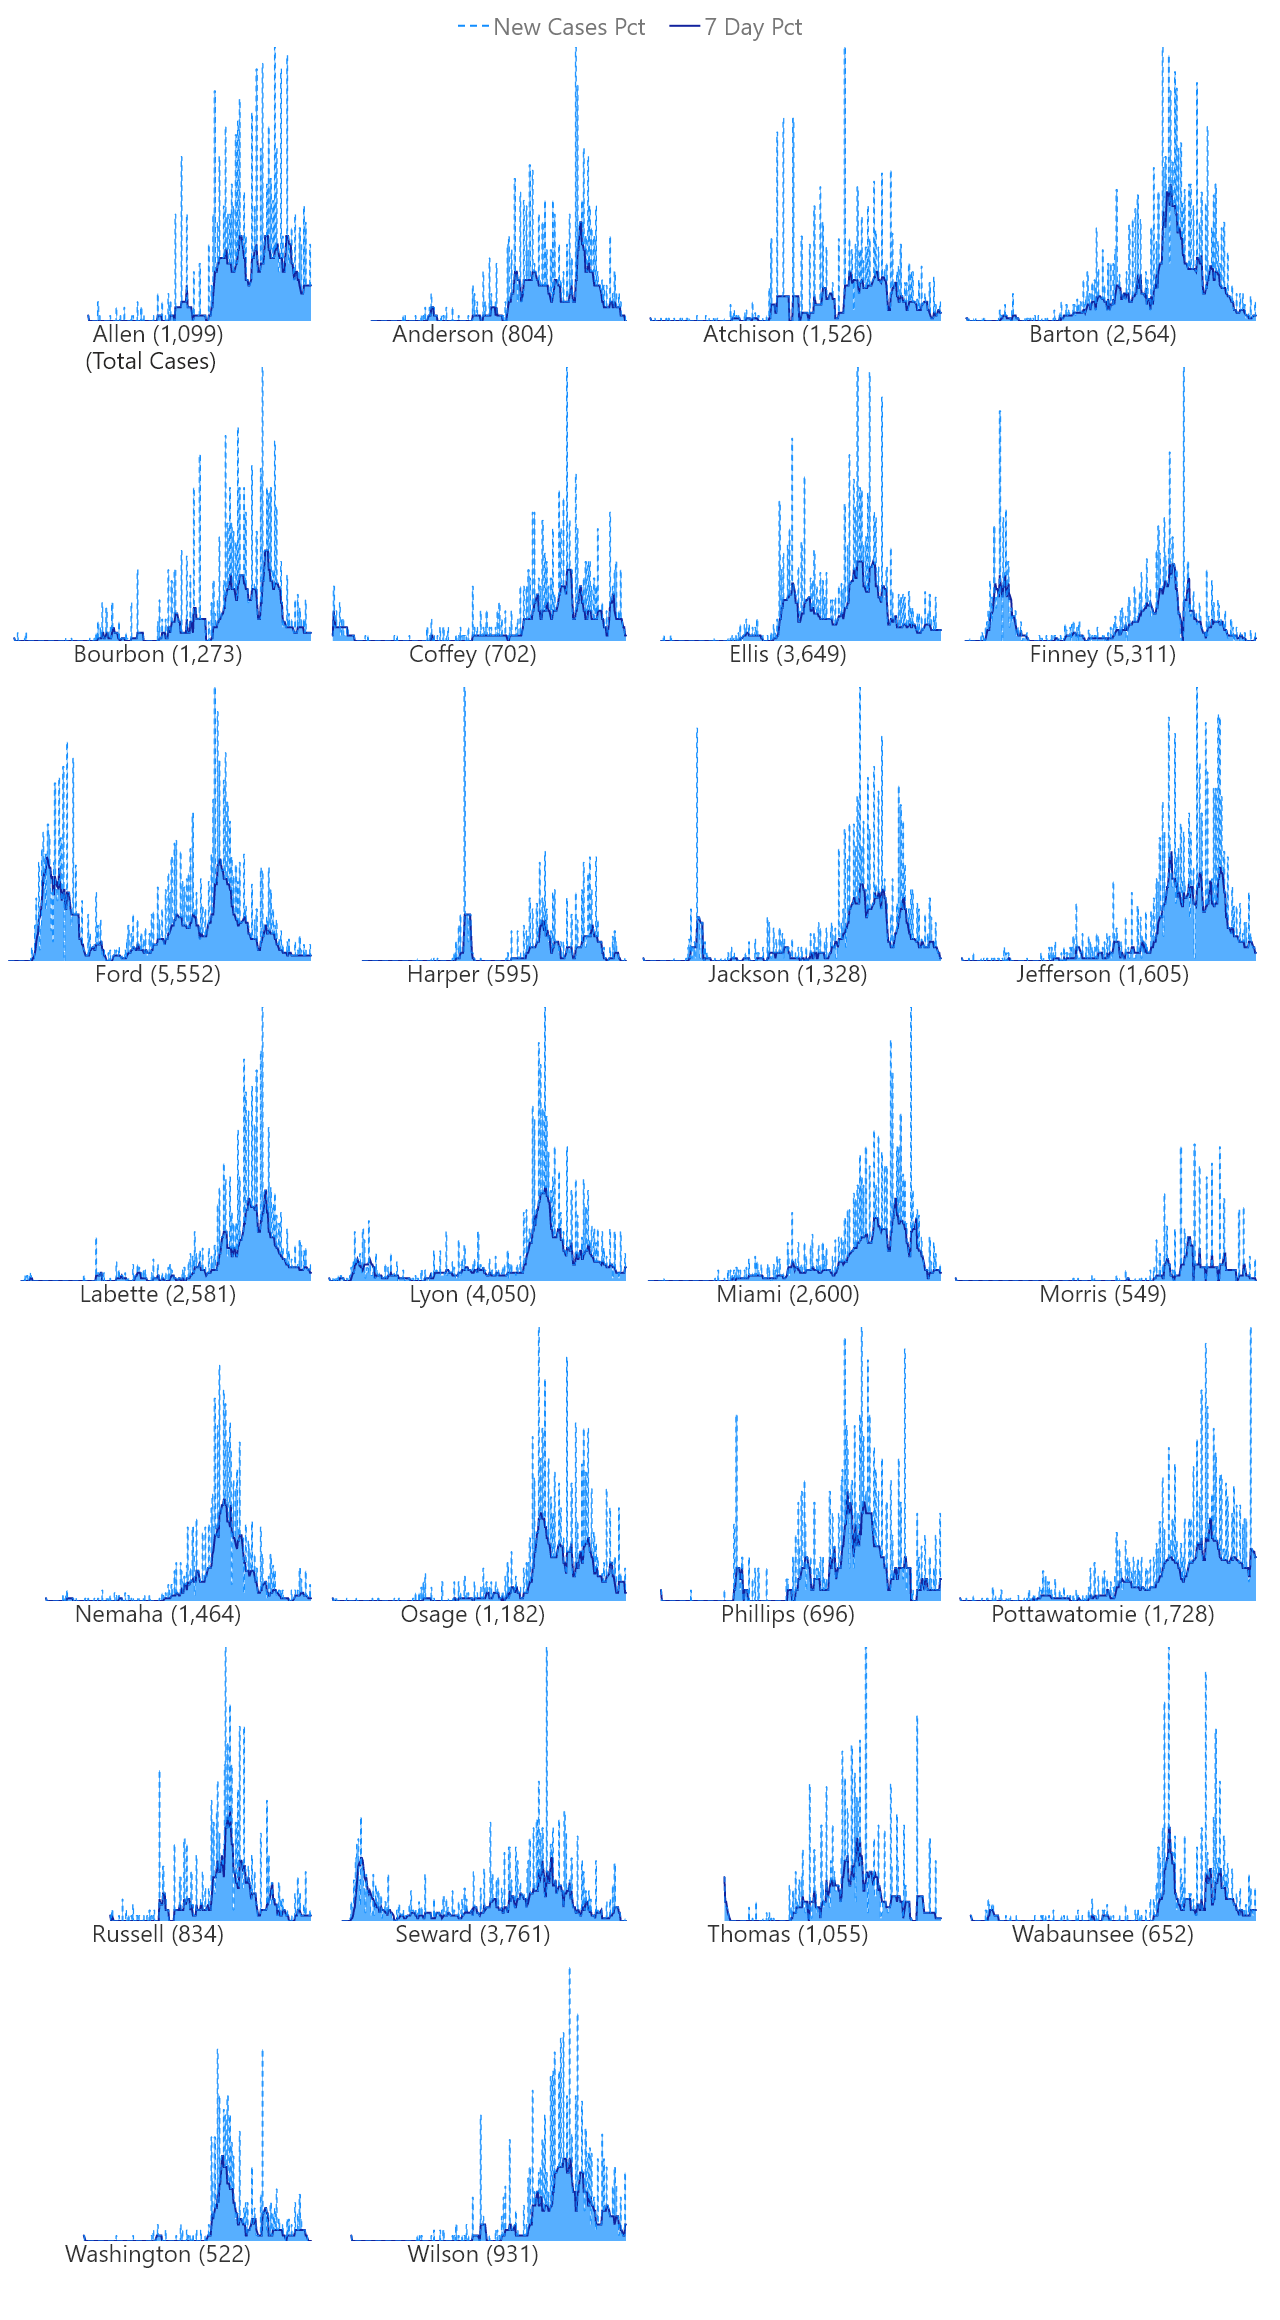 New Cases Pct 7 Day Pct
Allen (1,099) Anderson (804) Atchison (1,526) Barton (2,564)
(Total Cases)
Bourbon (1,273) Coffey (702) Ellis (3,649) Finney (5,311)
Ford (5,552) Harper (595) Jackson (1,328) Jefferson (1,605)
Labette (2,581) Lyon (4,050) Miami (2,600) Morris (549)
Nemaha (1,464) Osage (1,182) Phillips (696) Pottawatomie (1,728)
Russell (834) Seward (3,761) Thomas (1,055) Wabaunsee (652)
Washington (522) Wilson (931)